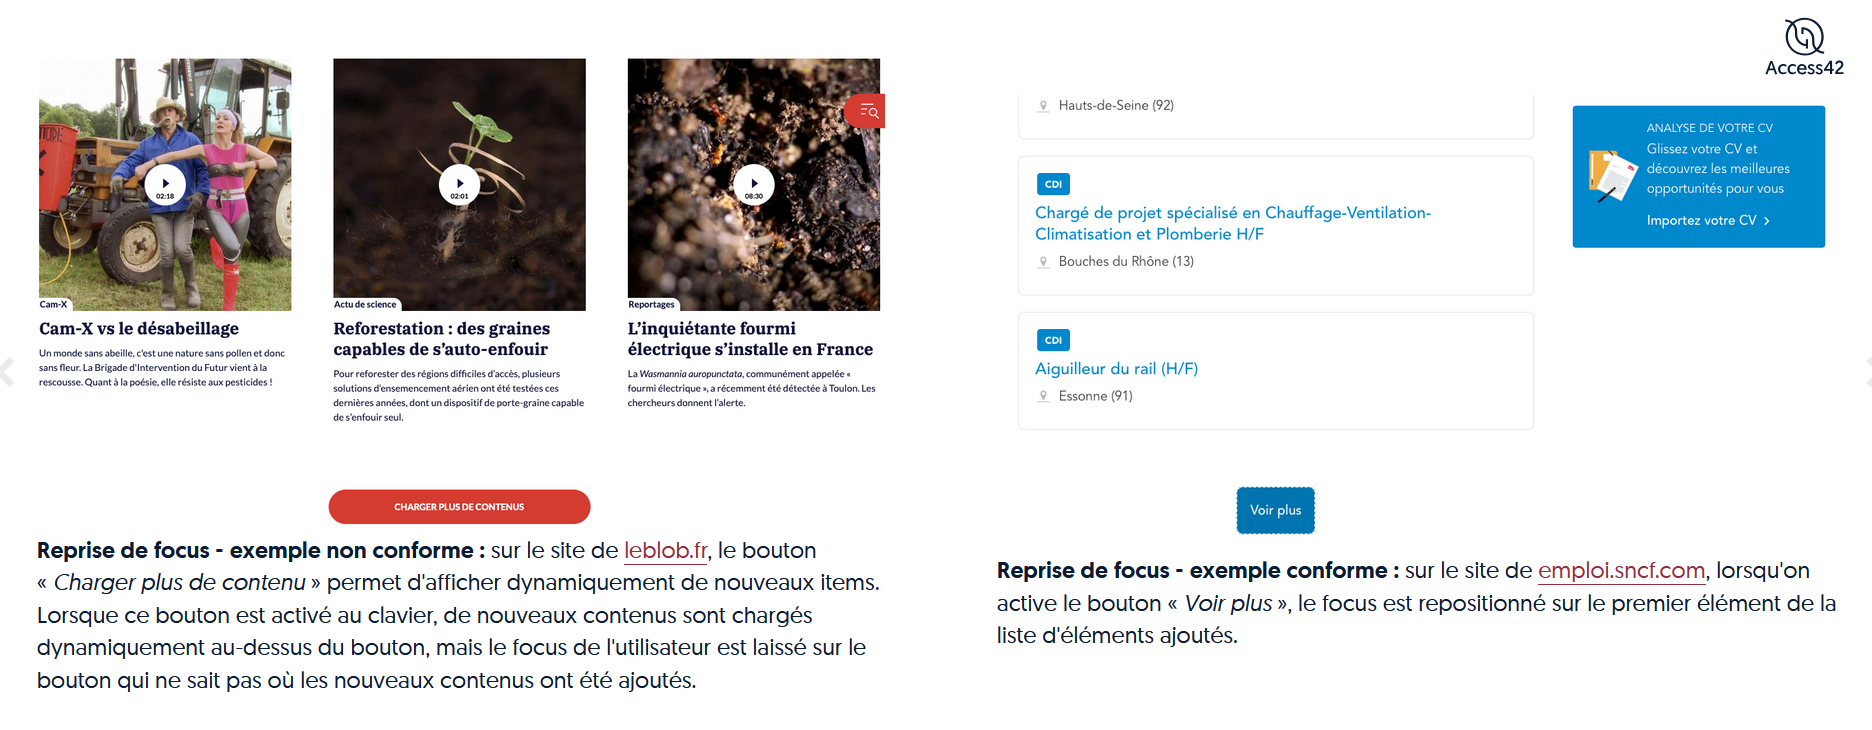 Access42
02:18
Cam-X
Cam-X vs le désabeillage
Un monde sans abeille, c'est une nature sans pollen et donc
sans fleur. La Brigade d'Intervention du Futur vient à la
rescousse. Quant à la poésie, elle résiste aux pesticides !
02:01
Actu de science
Reforestation : des graines
capables de s'auto-enfouir
Pour reforester des régions difficiles d'accès, plusieurs
solutions d'ensemencement aérien ont été testées ces
dernières années, dont un dispositif de porte-graine capable
de s'enfouir seul.
08:30
Reportages
L'inquiétante fourmi
électrique s'installe en France
La Wasmannia auropunctata, communément appelée «
fourmi électrique », a récemment été détectée à Toulon. Les
chercheurs donnent l'alerte.
CHARGER PLUS DE CONTENUS
Reprise de focus - exemple non conforme : sur le site de leblob.fr, le bouton
« Charger plus de contenu » permet d'afficher dynamiquement de nouveaux items.
Lorsque ce bouton est activé au clavier, de nouveaux contenus sont chargés
dynamiquement au-dessus du bouton, mais le focus de l'utilisateur est laissé sur le
bouton qui ne sait pas où les nouveaux contenus ont été ajoutés.
Hauts-de-Seine (92)
CDI
Chargé de projet spécialisé en Chauffage-Ventilation-
Climatisation et Plomberie H/F
Bouches du Rhône (13)
CDI
Aiguilleur du rail (H/F)
Essonne (91)
ANALYSE DE VOTRE CV
Glissez votre CV et
découvrez les meilleures
opportunités pour vous
Importez votre CV >
Voir plus
Reprise de focus - exemple conforme : sur le site de emploi.sncf.com, lorsqu'on
active le bouton « Voir plus », le focus est repositionné sur le premier élément de la
liste d'éléments ajoutés.